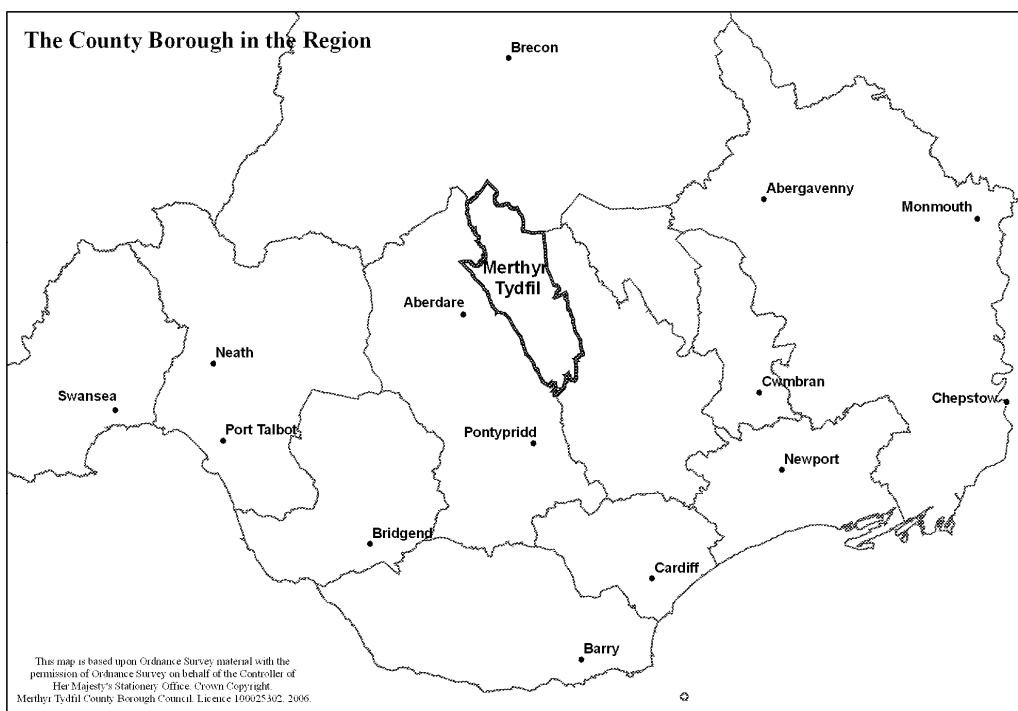 The County Borough in the Region
Brecon
Abergavenny
Monmouth
Merthyr
Tydfil
Aberdare
Neath
Swansea
Cwmbran
Chepstow
Port Talbot
Pontypridd
Newport
Bridgend
Cardiff
Barry
This map is based upon Ordnance Survey material with the
permission of Ordnance Survey on behalf of the Controller of
Her Majesty's Stationery Office. Crown Copyright.
Merthyr Tydfil County Borough Council. Licence 100025302. 2006.